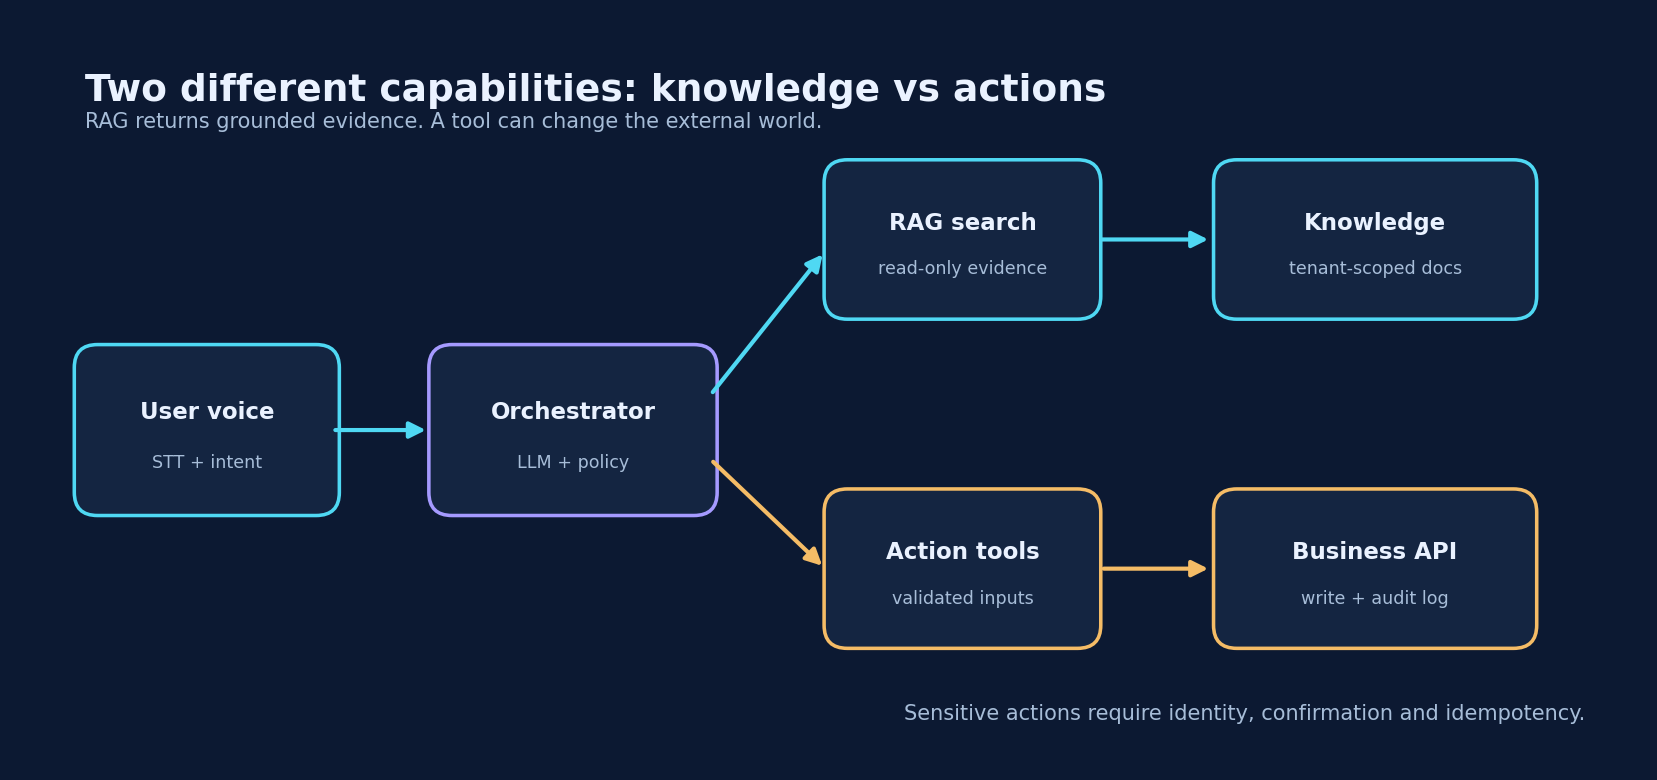 Two different capabilities: knowledge vs actions
RAG returns grounded evidence. A tool can change the external world.
RAG search
read-only evidence
Knowledge
tenant-scoped docs
User voice
STT + intent
Orchestrator
LLM + policy
Action tools
validated inputs
Business API
write + audit log
Sensitive actions require identity, confirmation and idempotency.